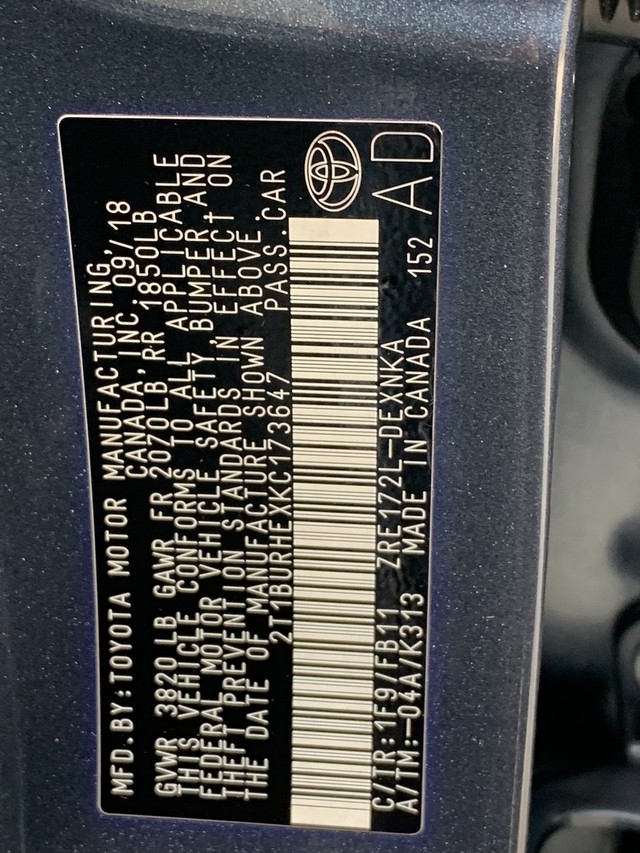 MFD.BY:TOYOTA MOTOR MANUFACTURING,
CANADA, INC. 09/18
GVWR 3820LB GAWR FR 2070LB RR 1850LB
THIS VEHICLE CONFORMS TO ALL APPLICABLE
FEDERAL MOTOR VEHICLE SAFETY BUMPER AND
THEFT PREVENTION STANDARDS IN EFFECT ON
THE DATE OF MANUFACTURE SHOWN ABOVE.
2T1BURHEXKC173647 PASS.CAR
C/TR:1F9/FB11 ZRE172L-DEXNKA
A/TM:-04A/K313 MADE IN CANADA 152
AD